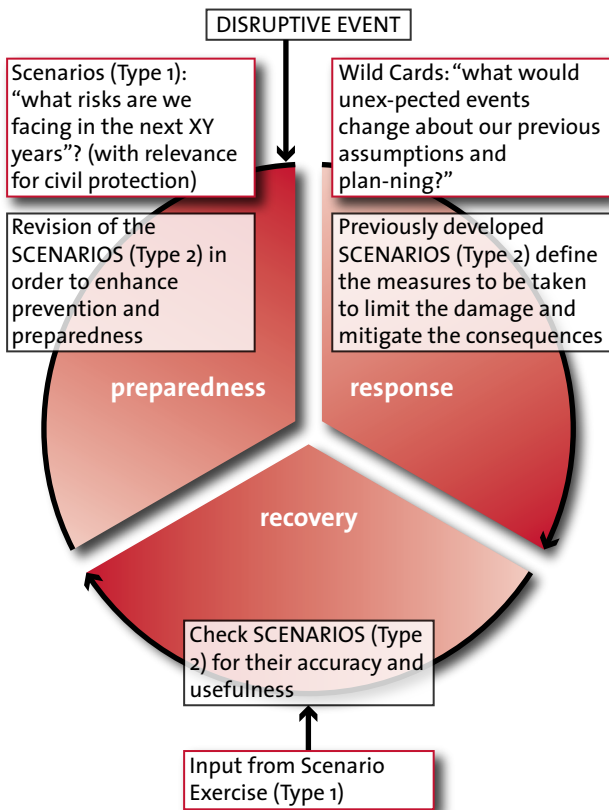 DISRUPTIVE EVENT
Scenarios (Type 1):
“what risks are we
facing in the next XY
years”? (with relevance
for civil protection)
Wild Cards: “what would
unex-pected events
change about our previous
assumptions and
plan-ning?”
Revision of the
SCENARIOS (Type 2) in
order to enhance
prevention and
preparedness
Previously developed
SCENARIOS (Type 2) define
the measures to be taken
to limit the damage and
mitigate the consequences
preparedness
response
recovery
Check SCENARIOS (Type
2) for their accuracy and
usefulness
Input from Scenario
Exercise (Type 1)